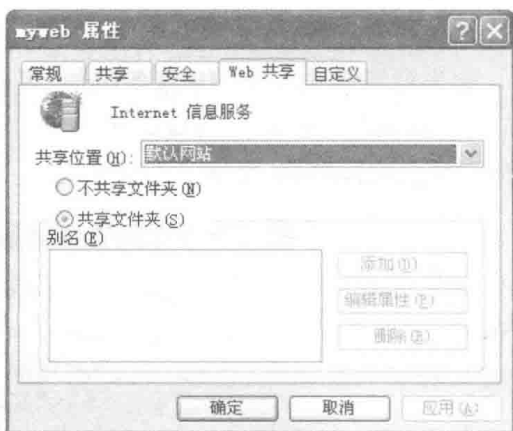 myweb 属性
常规 共享 安全 Web 共享 自定义
Internet 信息服务
共享位置(H): 默认网站
不共享文件夹(N)
共享文件夹(S)
别名(E)
添加(D)
编辑属性(P)
删除(R)
确定 取消 应用(A)